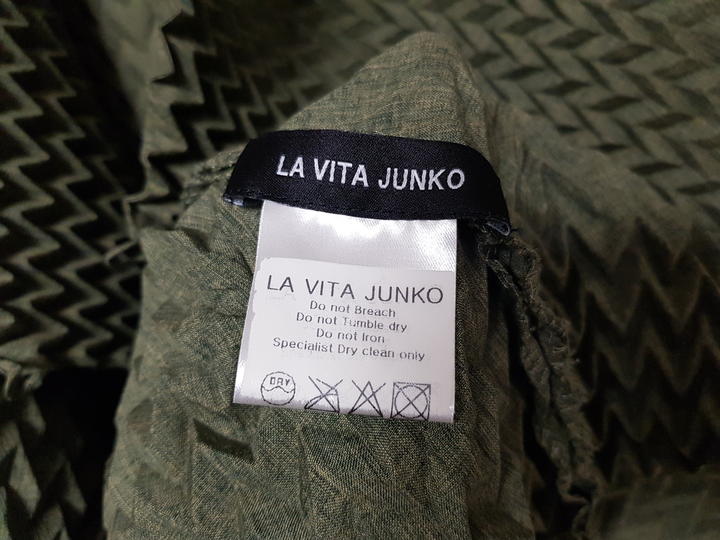 LA VITA JUNKO
LA VITA JUNKO
Do not Breach
Do not Tumble dry
Do not Iron
Specialist Dry clean only
DRY